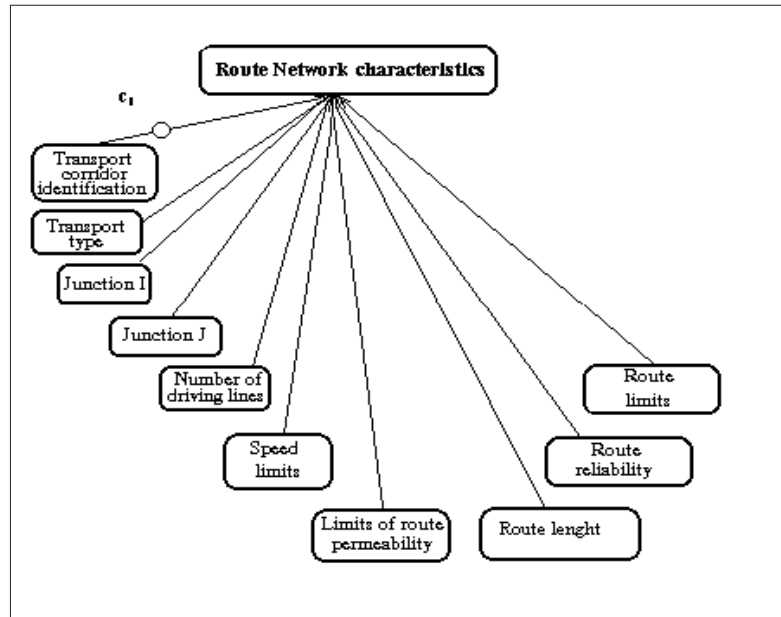 Route Network characteristics
c₁
Transport
corridor
identification
Transport
type
Junction I
Junction J
Number of
driving lines
Speed
limits
Limits of route
permeability
Route lenght
Route
reliability
Route
limits